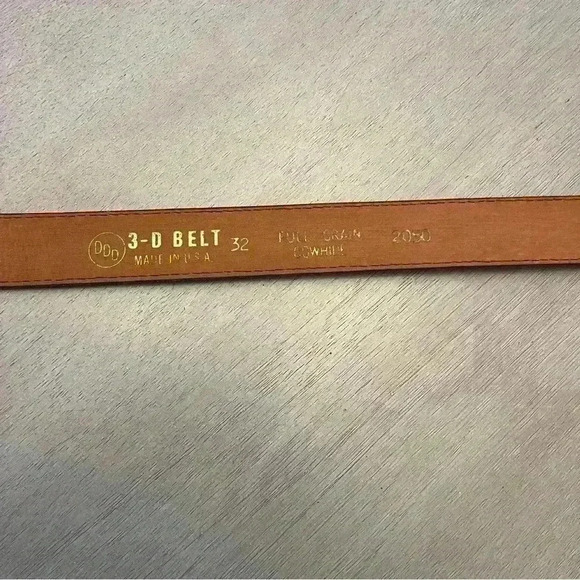 DDD 3-D BELT 32 FULL GRAIN 2050
MADE IN U.S.A. COWHIDE